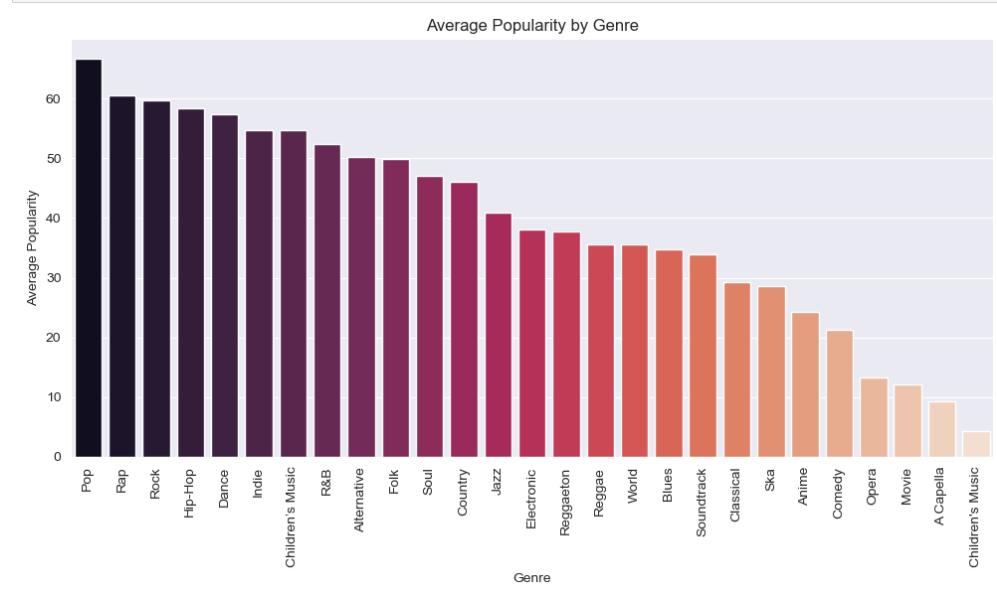 Average Popularity by Genre
Average Popularity
60
50
40
30
20
10
0
Pop
Rap
Rock
Hip-Hop
Dance
Indie
Children’s Music
R&B
Alternative
Folk
Soul
Country
Jazz
Electronic
Reggaeton
Reggae
World
Blues
Soundtrack
Classical
Ska
Anime
Comedy
Opera
Movie
A Capella
Children's Music
Genre